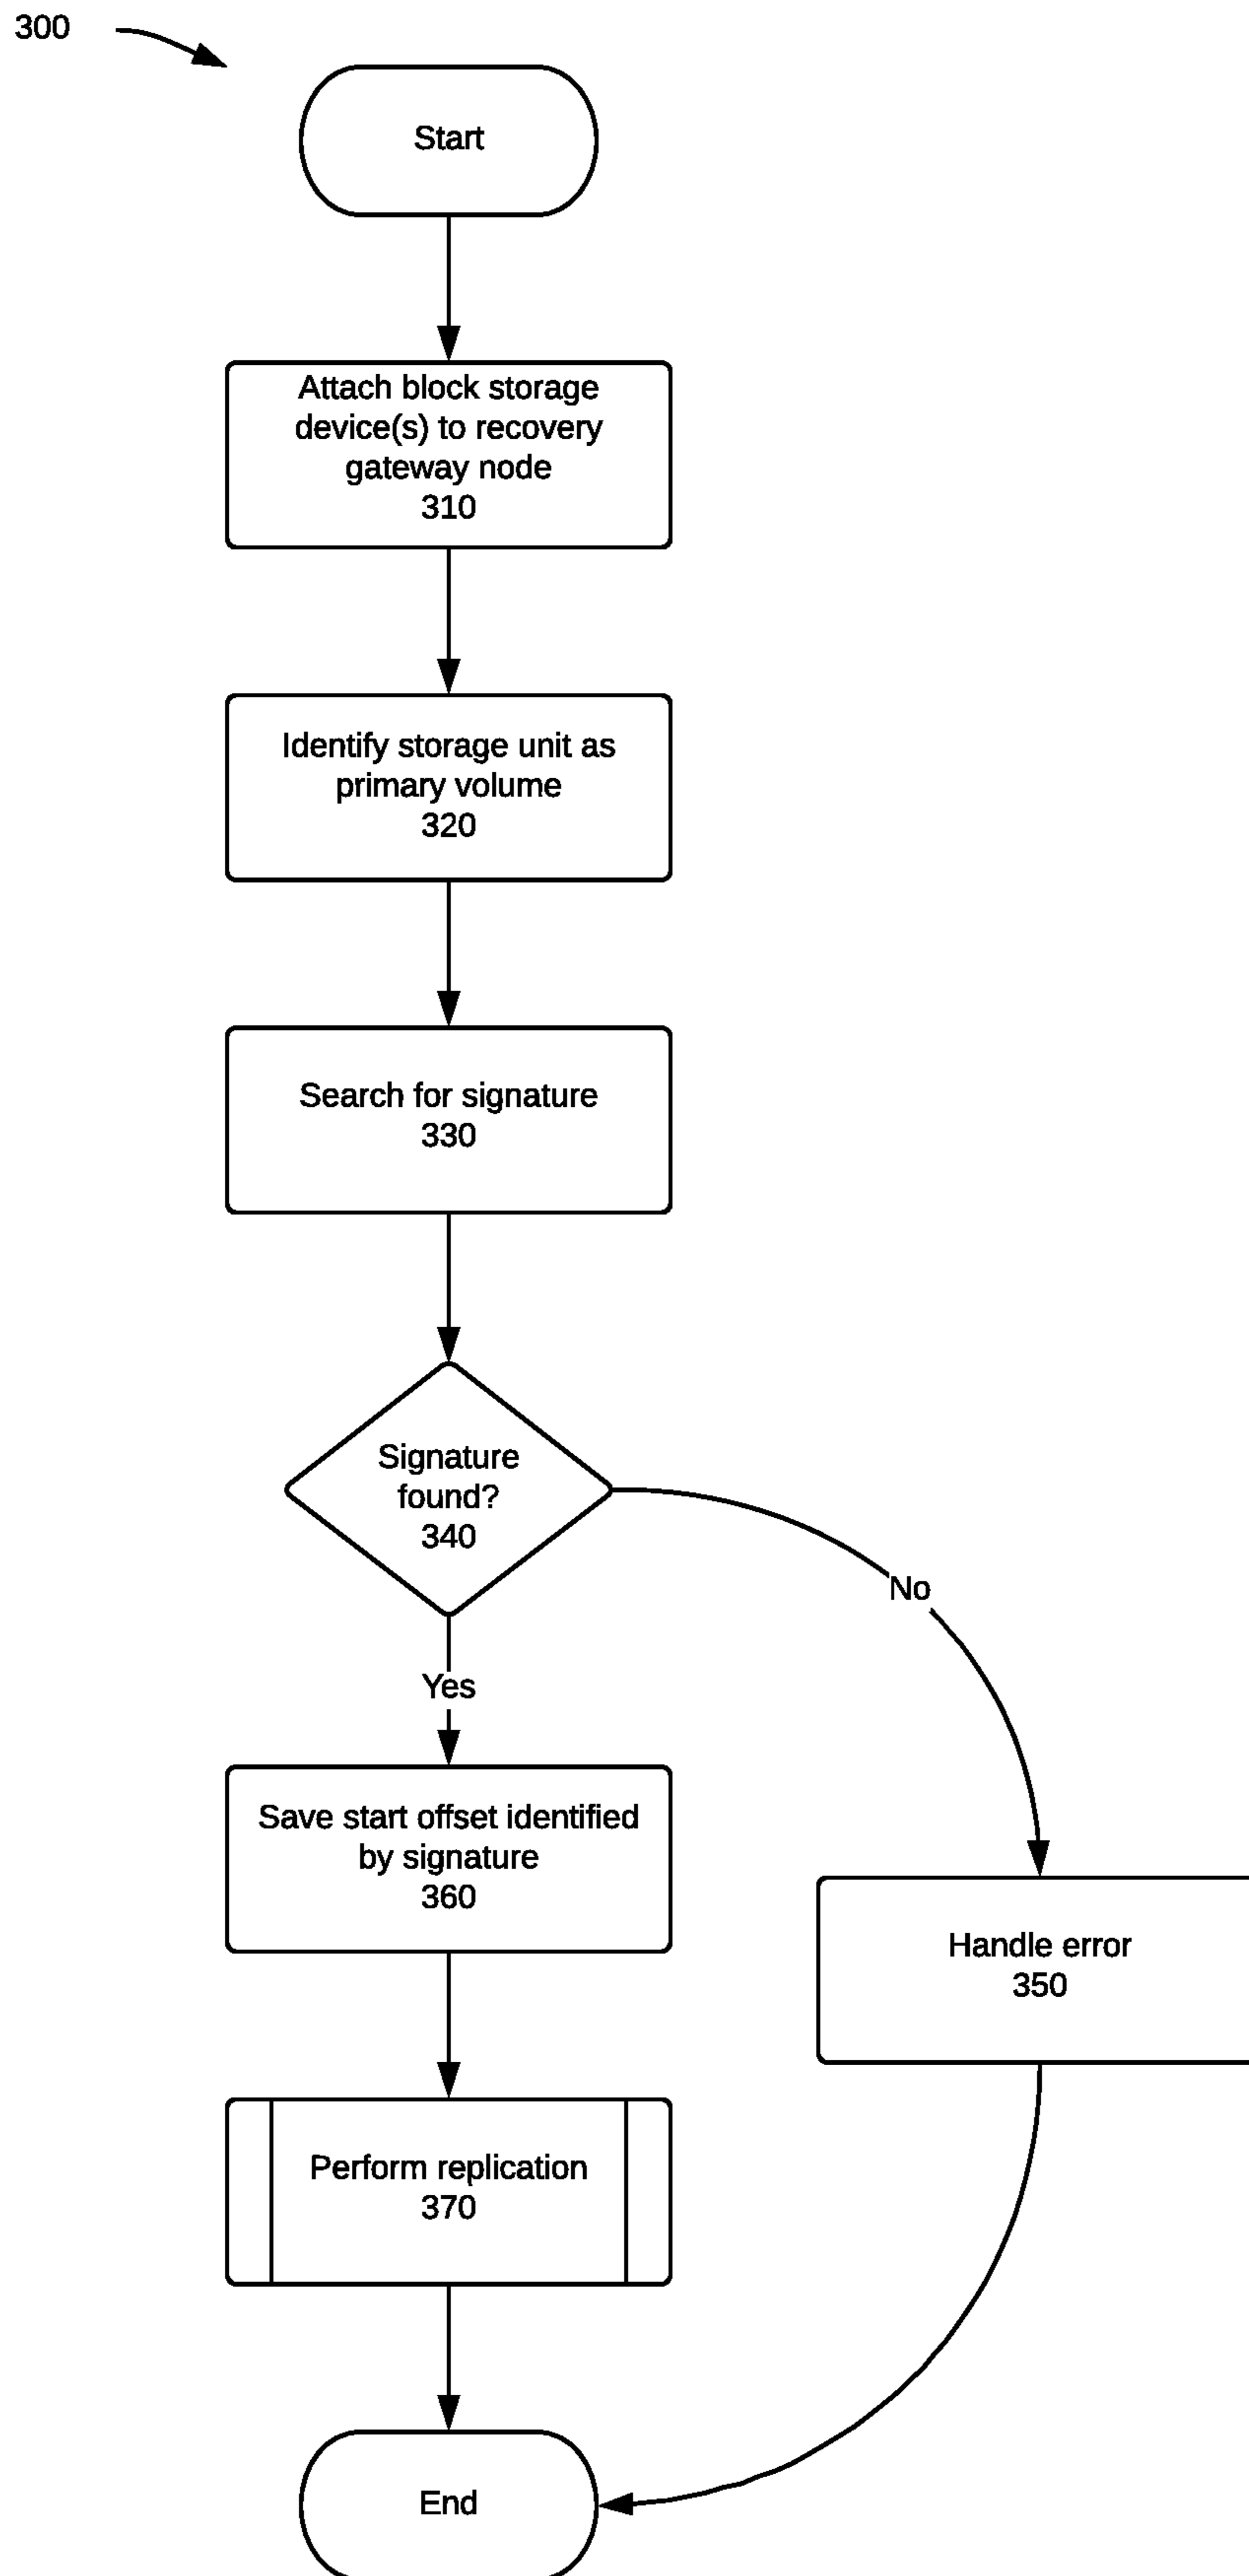 300
Start
Attach block storage
device(s) to recovery
gateway node
310
Identify storage unit as
primary volume
320
Search for signature
330
Signature
found?
340
No
Yes
Save start offset identified
by signature
360
Handle error
350
Perform replication
370
End